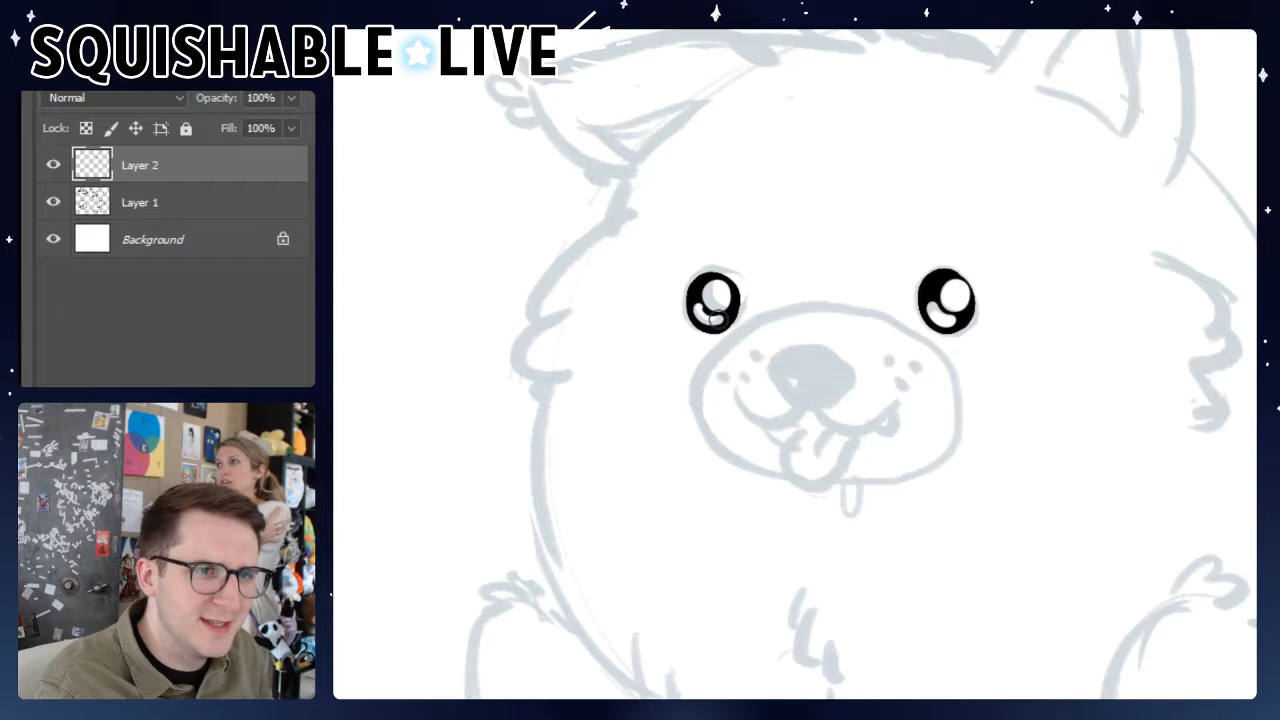 SQUISHABLE LIVE
Normal Opacity: 100%
Lock: Fill: 100%
Layer 2
Layer 1
Background